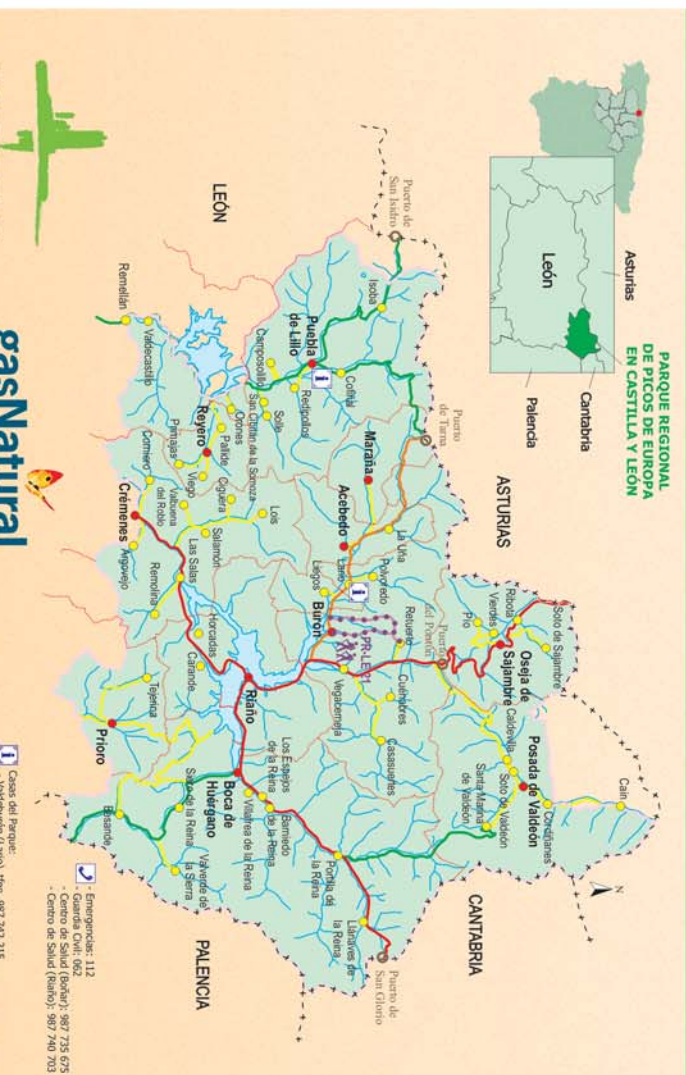 PARQUE REGIONAL
DE PICOS DE EUROPA
EN CASTILLA Y LEÓN
Asturias
Cantabria
León
Palencia
N
ASTURIAS
CANTABRIA
LEÓN
PALENCIA
Puerto de
San Isidro
Puerto
de Tarna
Puerto
del Pontón
Puerto de
San Glorio
Soto de Sajambre
Ribota
Vierdes
Pío
Oseja de
Sajambre
Caín
Cordiñanes
Posada de Valdeón
Caldevilla
Soto de Valdeón
Santa Marina
de Valdeón
Isoba
Cofiñal
Puebla
de Lillo
Redipollos
Camposolillo
Solle
San Cibrián de la Somoza
Orones
Pallide
Reyero
Viego
Primajas
Remellán
Valdecastillo
Maraña
Acebedo
La Uña
Polvoredo
Lario
Liegos
Burón
Retuerto
PR-LE21
Cuénabres
Vegacerneja
Casasuertes
Lois
Ciguera
Salamón
Valbuena
del Roblo
Corniero
Crémenes
Argovejo
Las Salas
Remolina
Horcadas
Carande
Riaño
Tejerina
Prioro
Los Espejos
de la Reina
Barniedo
de la Reina
Villafrea de la Reina
Boca de
Huérgano
Siero de la Reina
Valverde de
la Sierra
Besande
Portilla de
la Reina
Llánaves de
la Reina
gasNatural
i Casas del Parque:
- Emergencias: 112
- Guardia Civil: 062
- Centro de Salud (Boñar): 987 735 675
- Centro de Salud (Riaño): 987 740 703